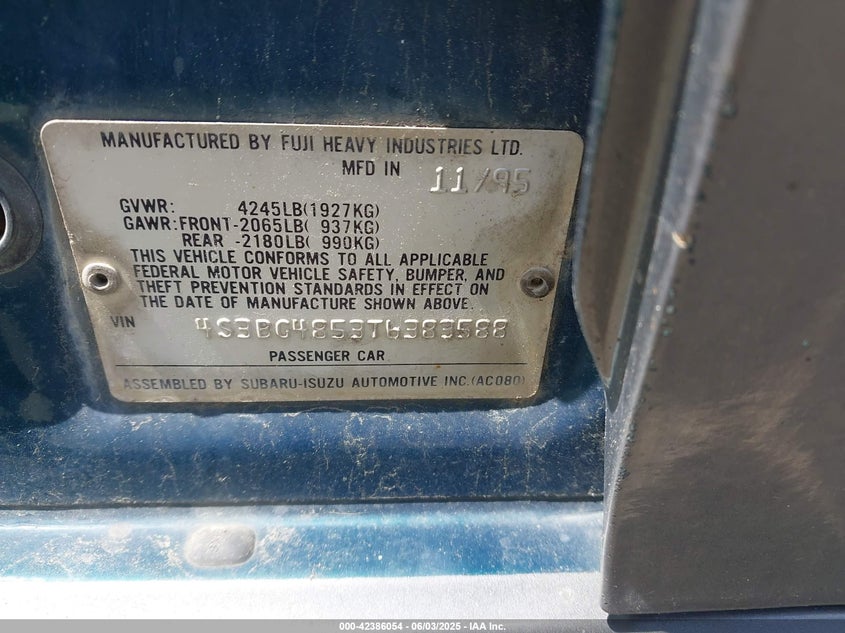 MANUFACTURED BY FUJI HEAVY INDUSTRIES LTD.
MFD IN 11/95
GVWR: 4245LB(1927KG)
GAWR:FRONT-2065LB( 937KG)
REAR -2180LB( 990KG)
THIS VEHICLE CONFORMS TO ALL APPLICABLE
FEDERAL MOTOR VEHICLE SAFETY, BUMPER, AND
THEFT PREVENTION STANDARDS IN EFFECT ON
THE DATE OF MANUFACTURE SHOWN ABOVE.
VIN 4S3BG4853T6383588
PASSENGER CAR
ASSEMBLED BY SUBARU-ISUZU AUTOMOTIVE INC.(AC080)
000-42386054 - 06/03/2025 - IAA Inc.